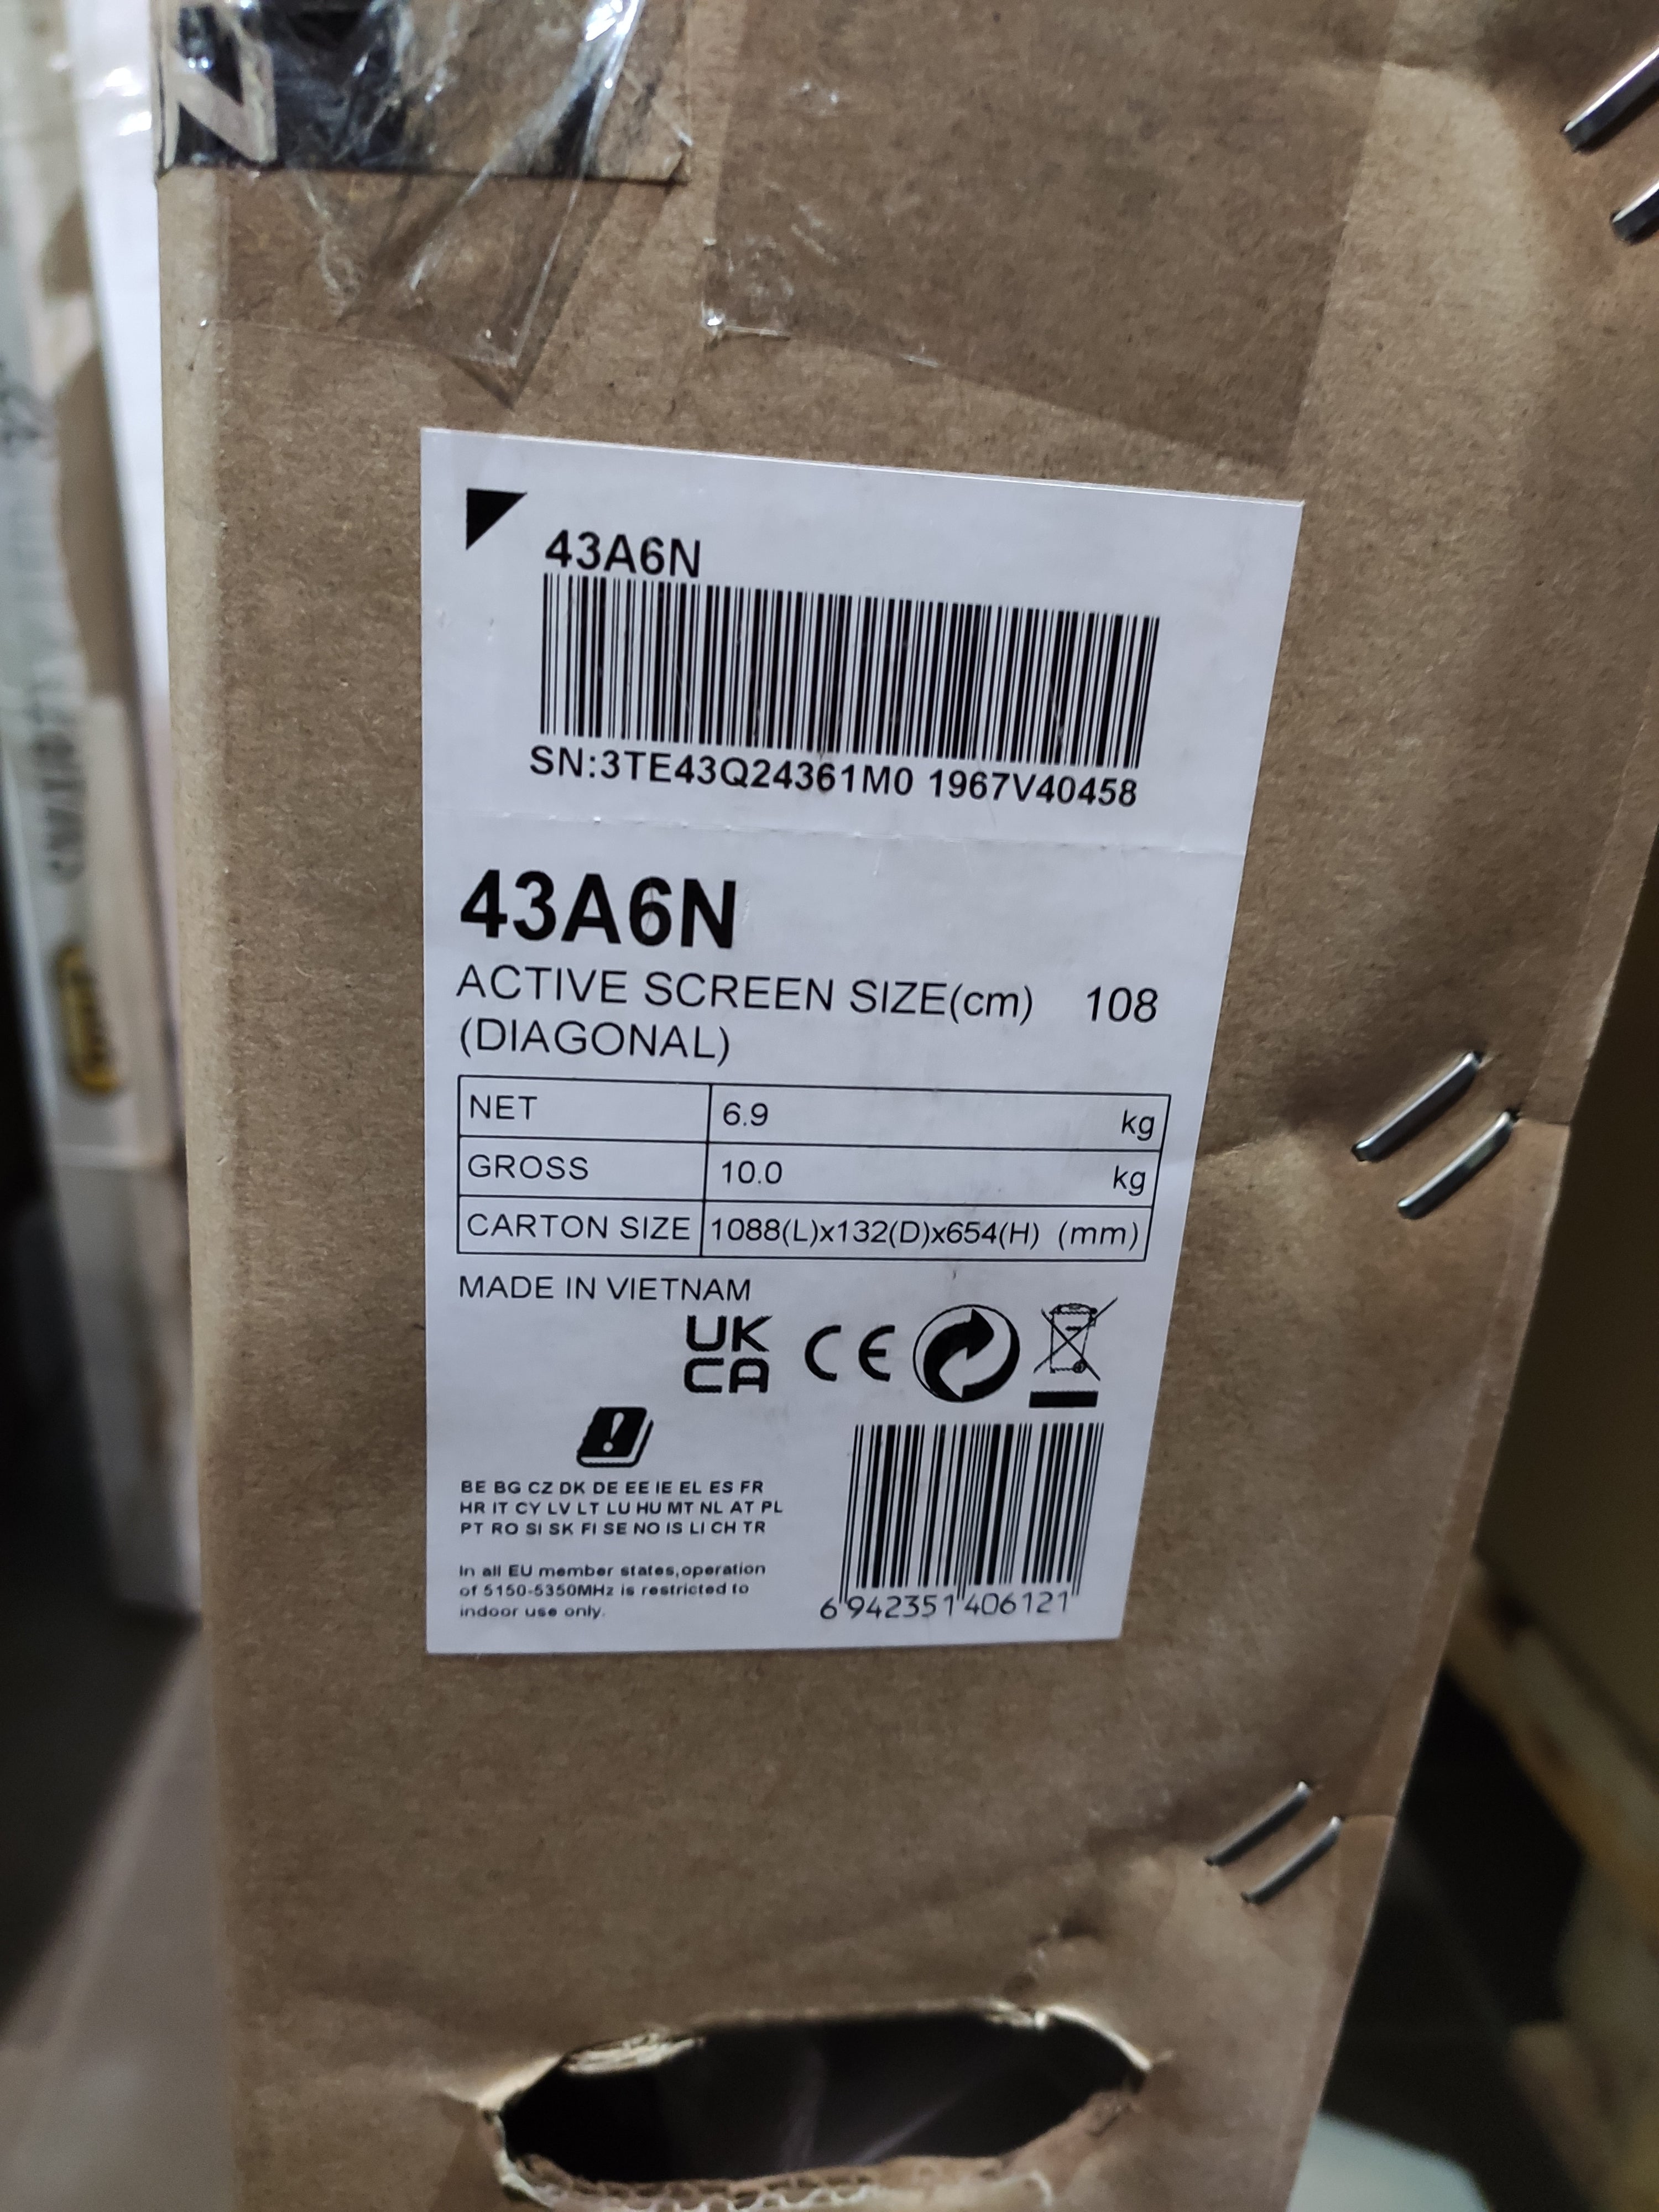 43A6N
SN:3TE43Q24361M0 1967V40458
43A6N
ACTIVE SCREEN SIZE(cm) 108
(DIAGONAL)
NET 6.9 kg
GROSS 10.0 kg
CARTON SIZE 1088(L)x132(D)x654(H) (mm)
MADE IN VIETNAM
UK
CA CE
BE BG CZ DK DE EE IE EL ES FR
HR IT CY LV LT LU HU MT NL AT PL
PT RO SI SK FI SE NO IS LI CH TR
In all EU member states,operation
of 5150-5350MHz is restricted to
indoor use only.
6 942351 406121